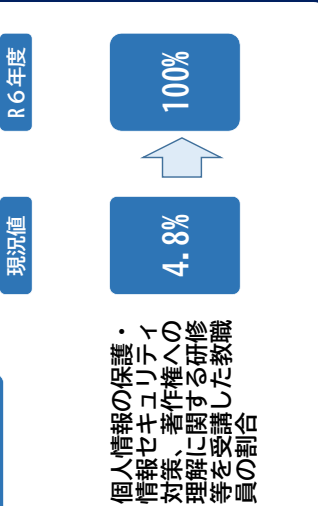 現況値
R6年度
個人情報の保護・
情報セキュリティ
対策、著作権への
理解に関する研修
等を受講した教職
員の割合
4.8%
100%